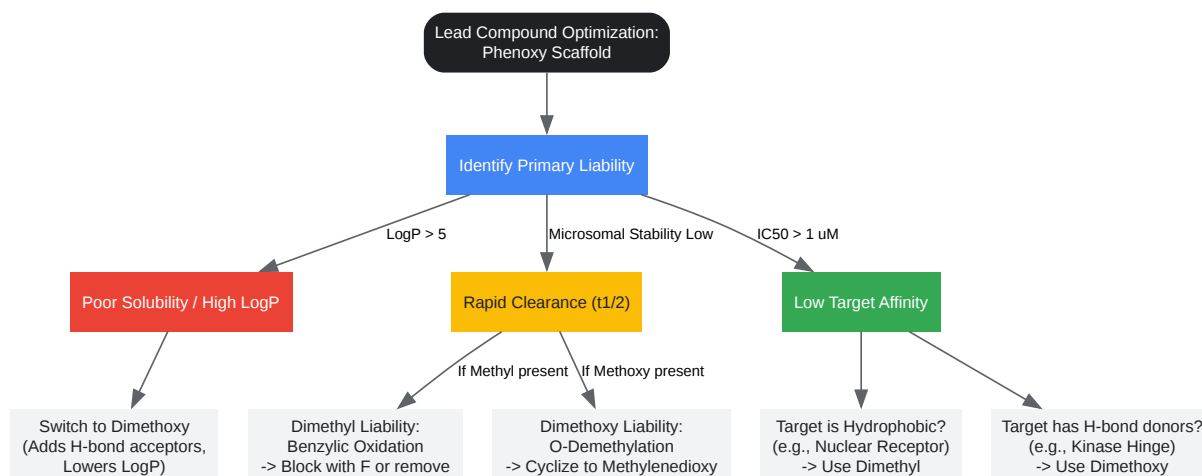 Lead Compound Optimization:
Phenoxy Scaffold
Identify Primary Liability
LogP > 5
Microsomal Stability Low
IC50 > 1 uM
Poor Solubility / High LogP
Rapid Clearance (t1/2)
Low Target Affinity
If Methyl present
If Methoxy present
Switch to Dimethoxy
(Adds H-bond acceptors,
Lowers LogP)
Dimethyl Liability:
Benzylic Oxidation
-> Block with F or remove
Dimethoxy Liability:
O-Demethylation
-> Cyclize to Methylenedioxy
Target is Hydrophobic?
(e.g., Nuclear Receptor)
-> Use Dimethyl
Target has H-bond donors?
(e.g., Kinase Hinge)
-> Use Dimethoxy